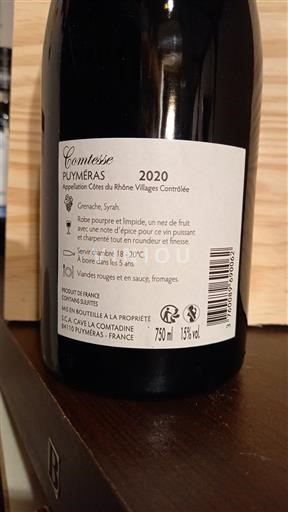 Comtesse
PUYMÉRAS 2020
Appellation Côtes du Rhône Villages Contrôlée
Grenache, Syrah.
Robe pourpre et limpide, un nez de fruit
avec une note d'épice pour ce vin puissant
et charpenté tout en rondeur et finesse.
Servir chambré 18 - 20°C
À boire dans les 5 ans
Viandes rouges et en sauce, fromages.
PRODUIT DE FRANCE
CONTAINS SULFITES
MIS EN BOUTEILLE À LA PROPRIÉTÉ
S.C.A. CAVE LA COMTADINE
84110 PUYMÉRAS - FRANCE
750 ml 15% vol.
3 760089 690062